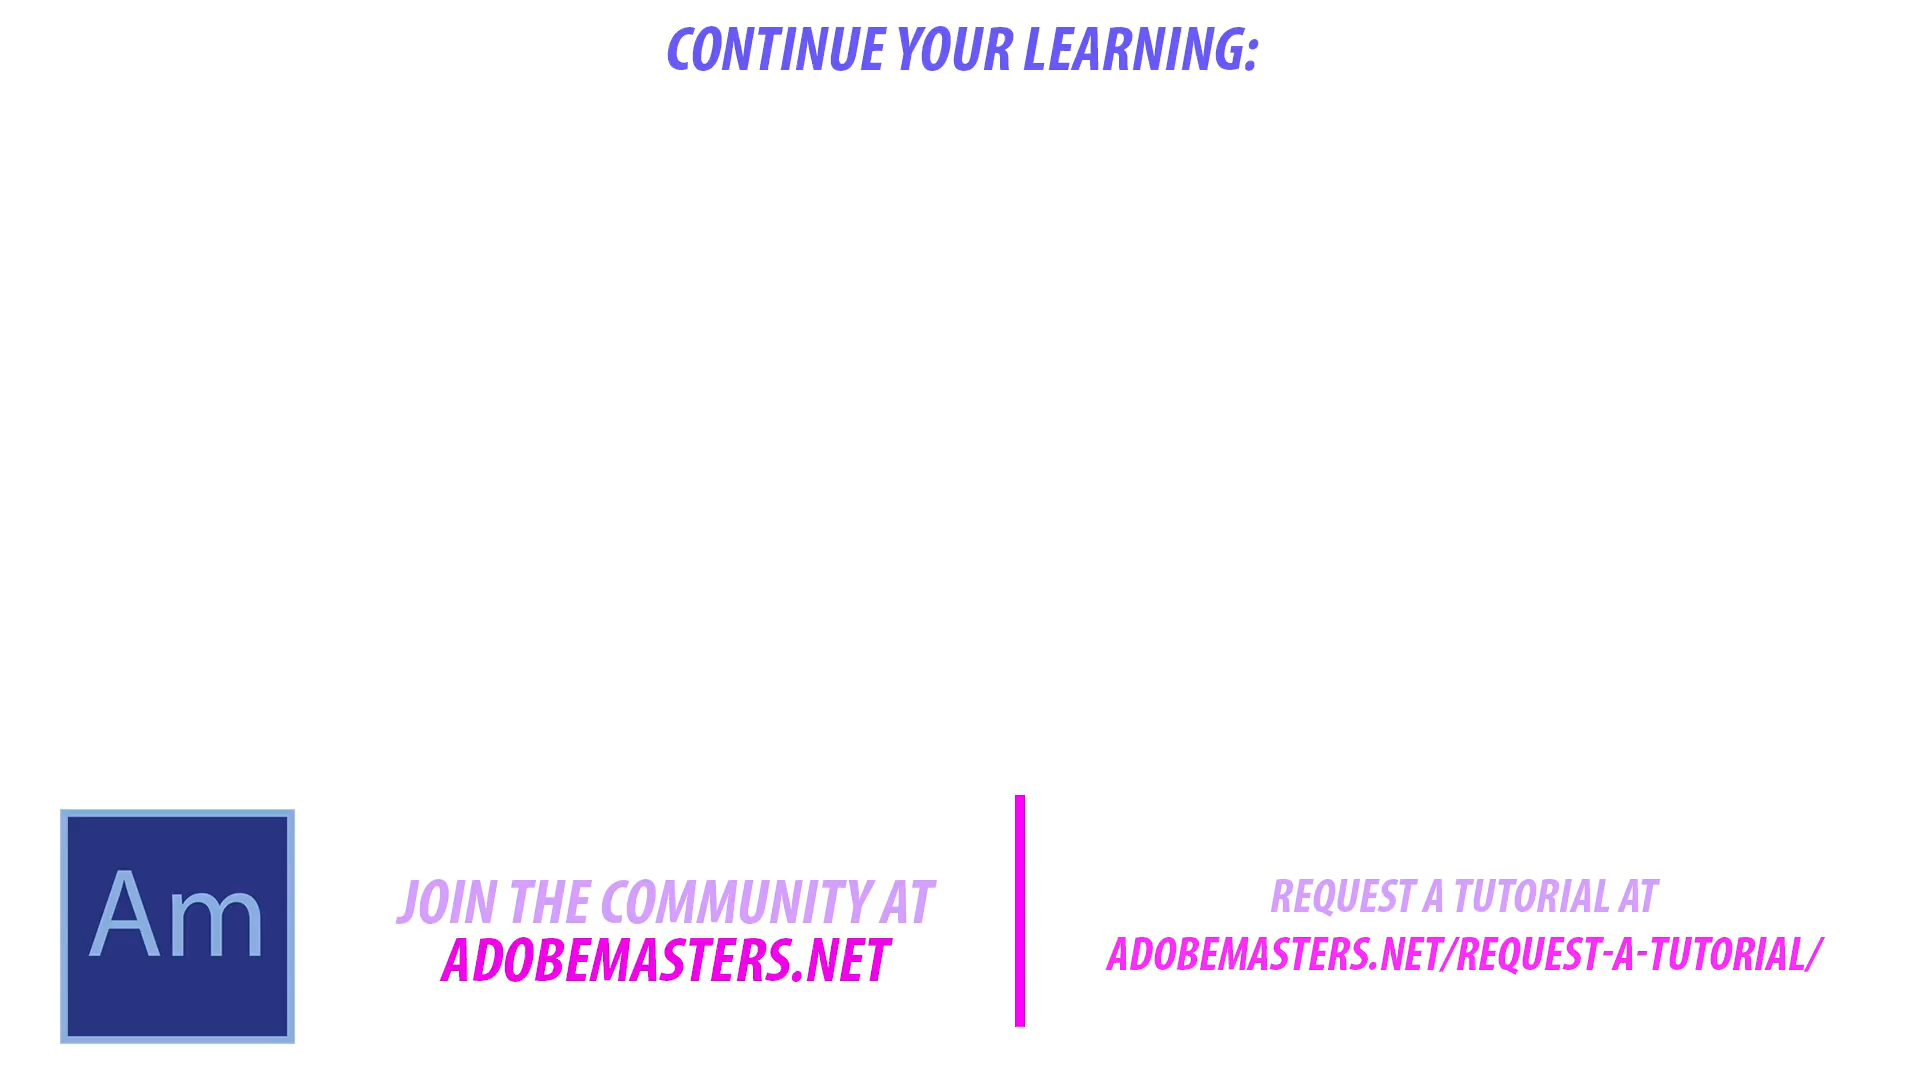 CONTINUE YOUR LEARNING:
Am
JOIN THE COMMUNITY AT
ADOBEMASTERS.NET
REQUEST A TUTORIAL AT
ADOBEMASTERS.NET/REQUEST-A-TUTORIAL/